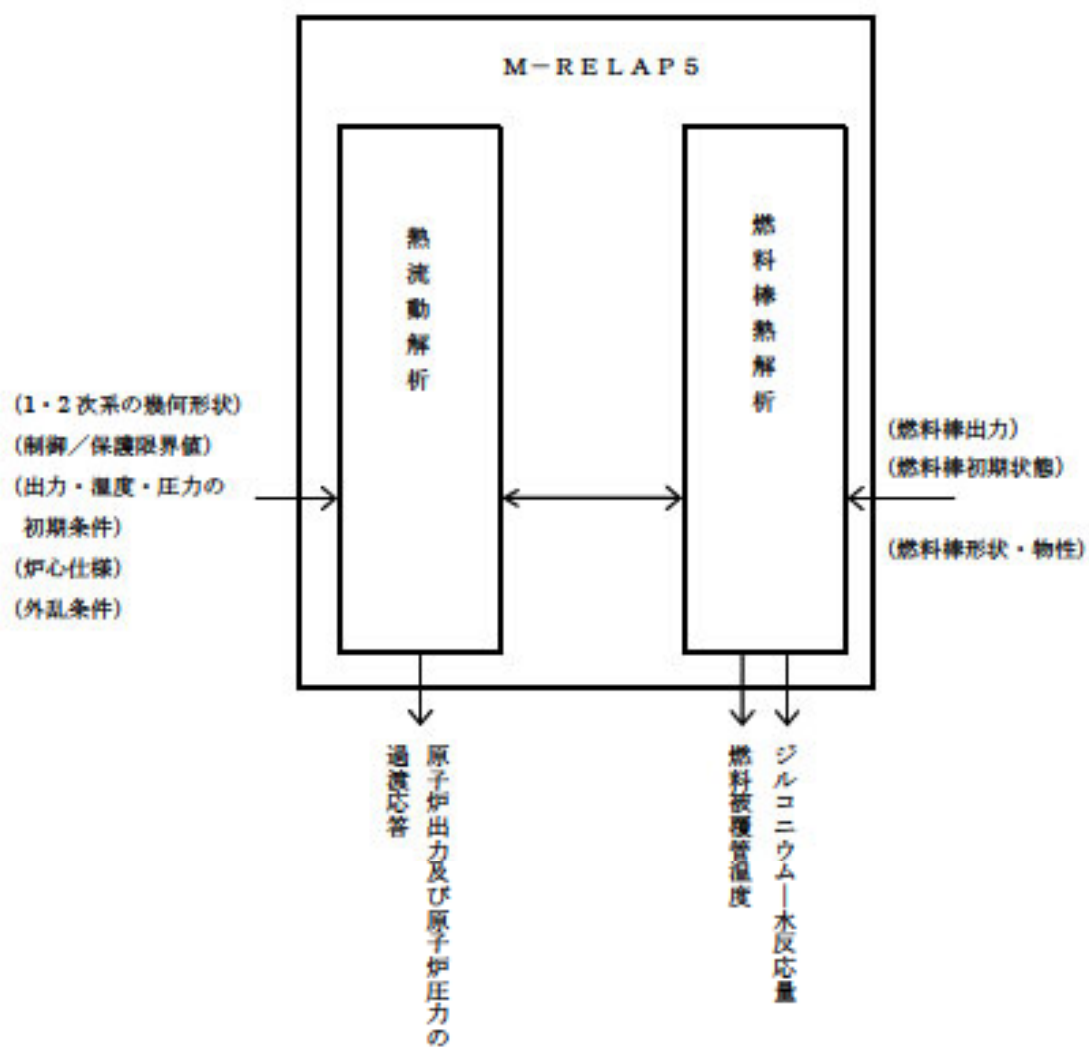 M－RELAP5
熱流動解析
燃料棒熱解析
(1・2次系の幾何形状)
(制御／保護限界値)
(出力・温度・圧力の
初期条件)
(炉心仕様)
(外乱条件)
(燃料棒出力)
(燃料棒初期状態)
(燃料棒形状・物性)
原子炉出力及び原子炉圧力の
過渡応答
ジルコニウム―水反応量
燃料被覆管温度